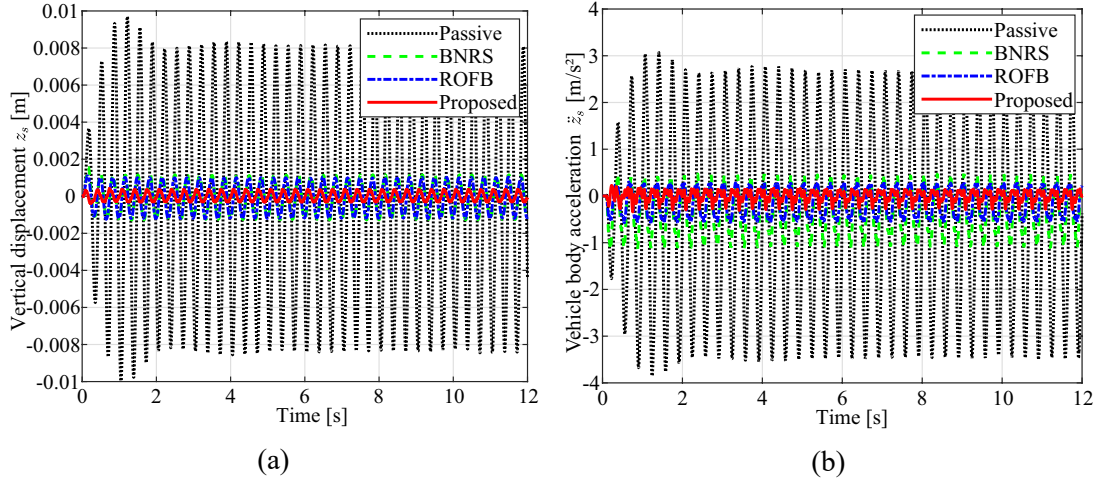 0.01
0.008
0.006
0.004
0.002
0
-0.002
-0.004
-0.006
-0.008
-0.01
Vertical displacement z_s [m]
Passive
BNRS
ROFB
Proposed
0 2 4 6 8 10 12
Time [s]
(a)
4
3
2
1
0
-1
-2
-3
-4
Vehicle body acceleration z̈_s [m/s²]
Passive
BNRS
ROFB
Proposed
0 2 4 6 8 10 12
Time [s]
(b)